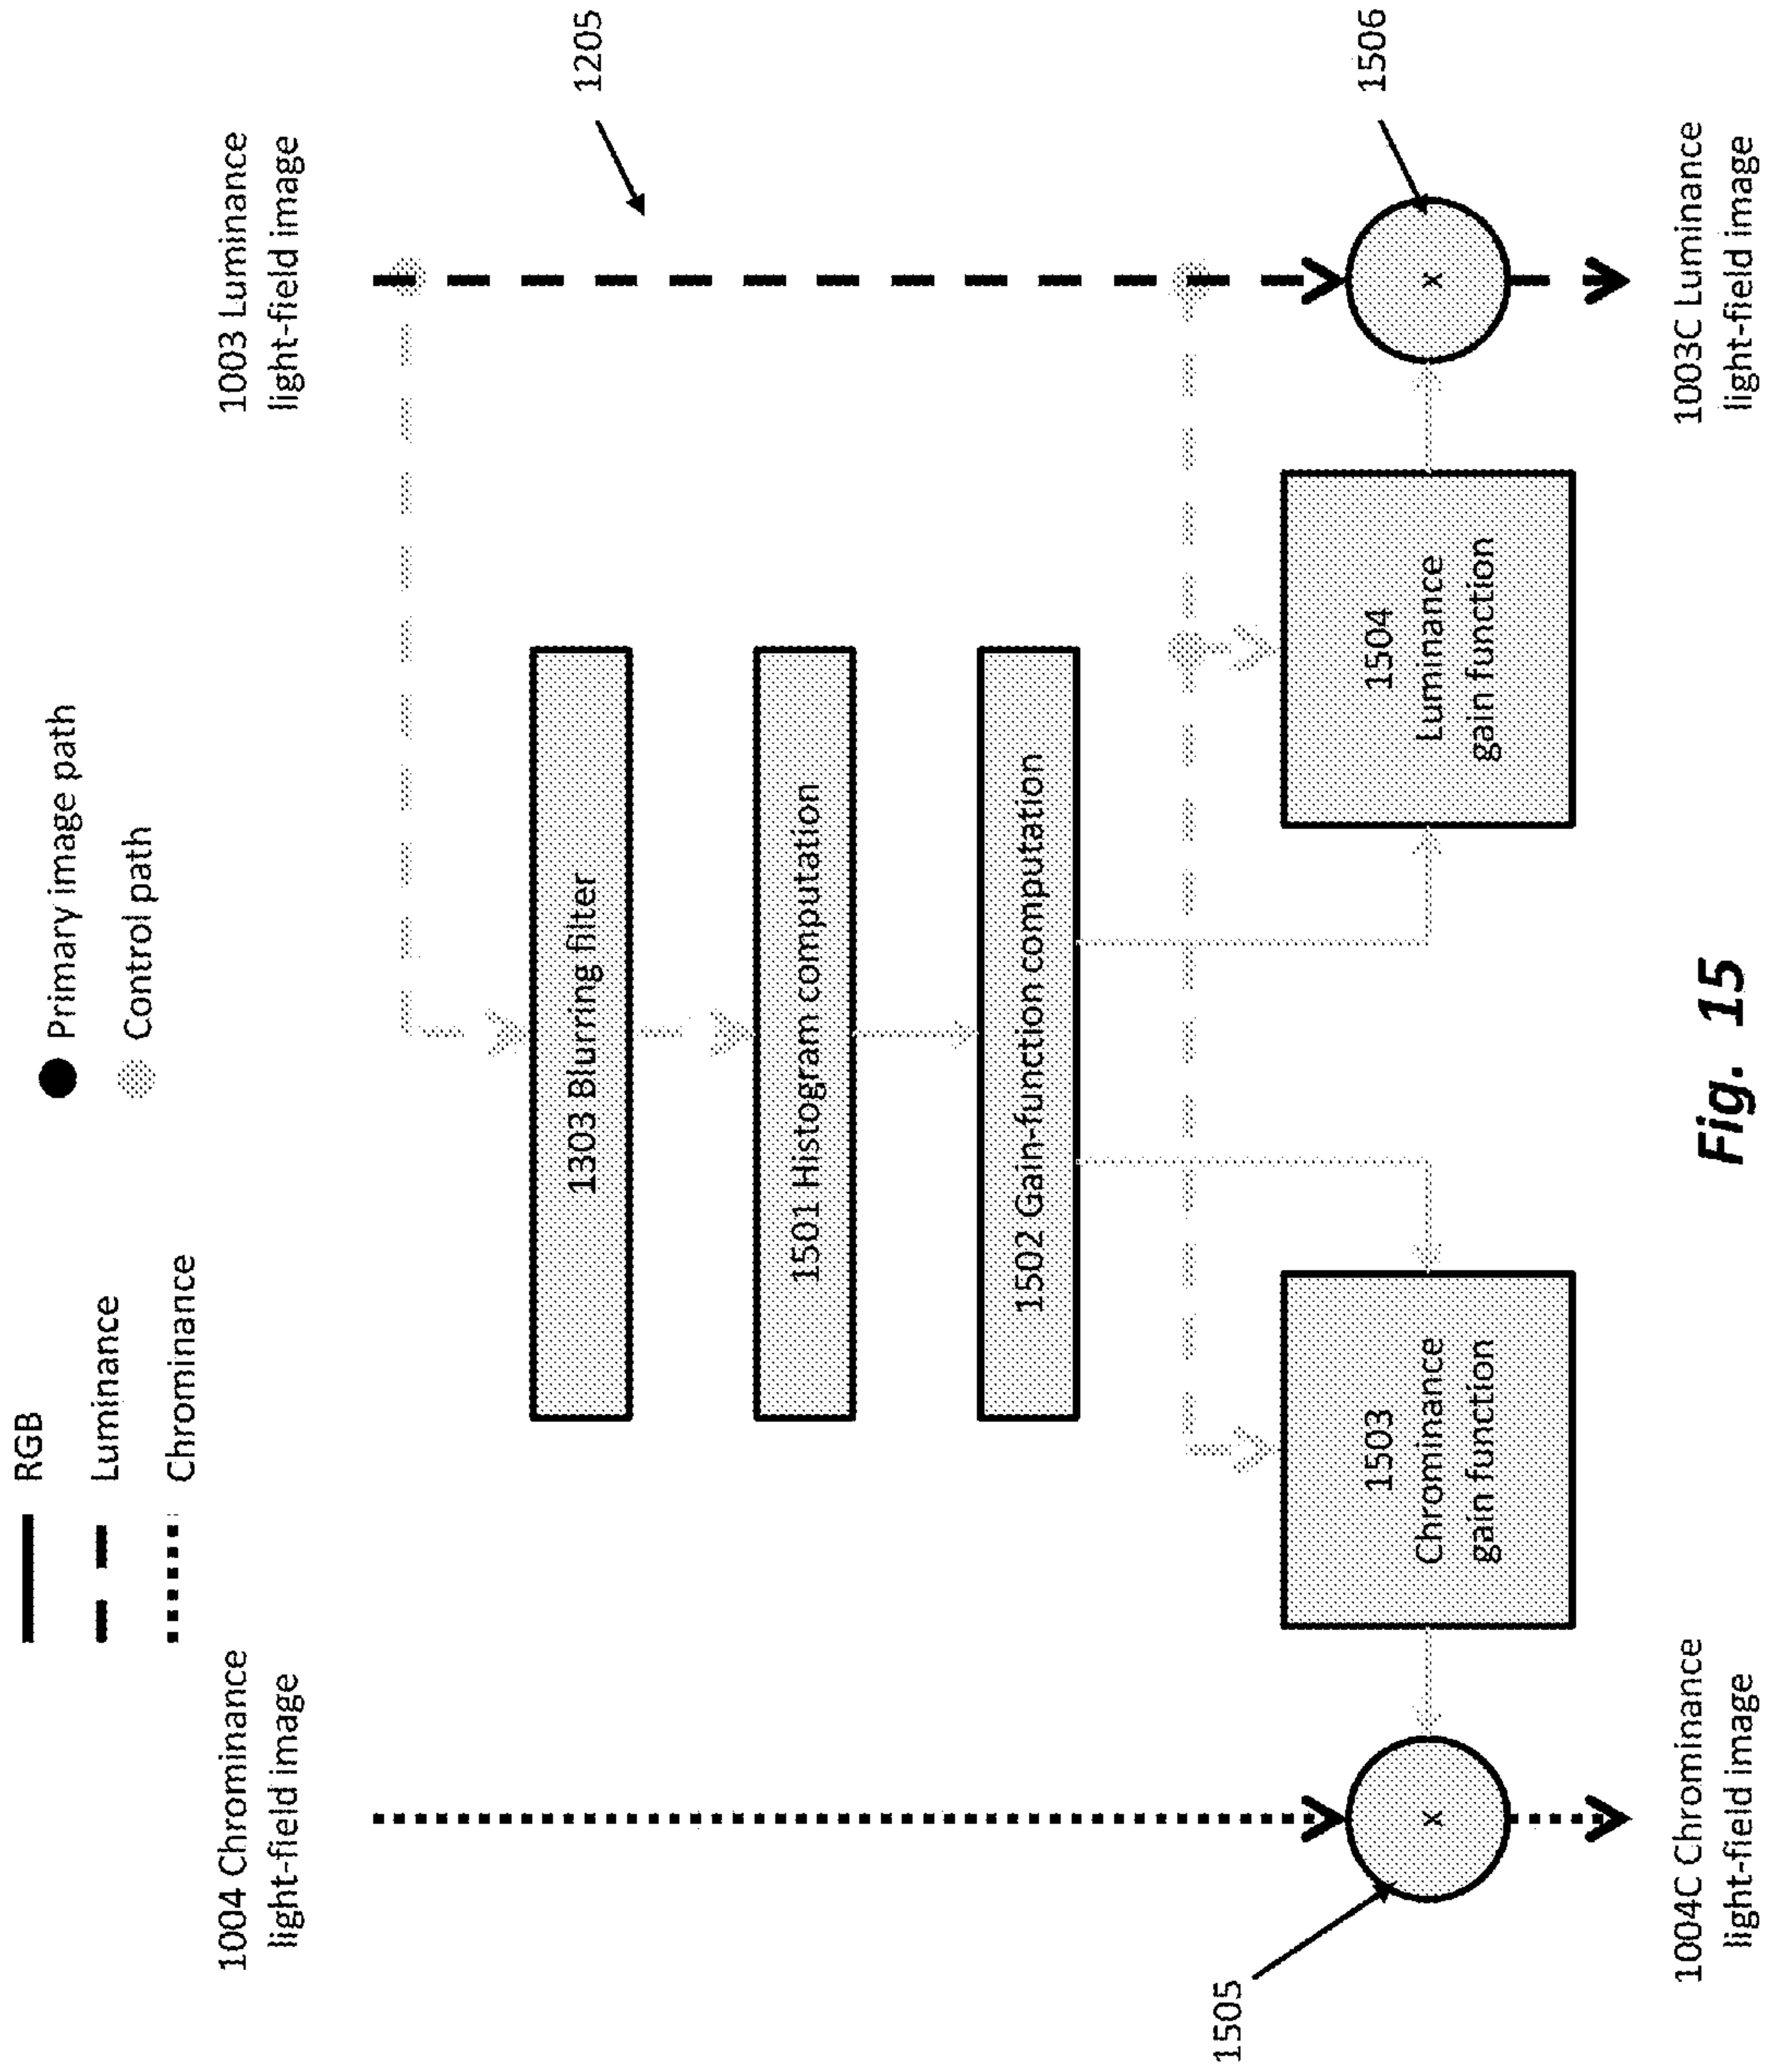 RGB
Luminance
Chrominance
Primary image path
Control path
1004 Chrominance
light-field image
1003 Luminance
light-field image
1205
1303 Blurring filter
1501 Histogram computation
1502 Gain-function computation
1505
x
1503
Chrominance
gain function
1504
Luminance
gain function
x
1506
1004C Chrominance
light-field image
1003C Luminance
light-field image
Fig. 15